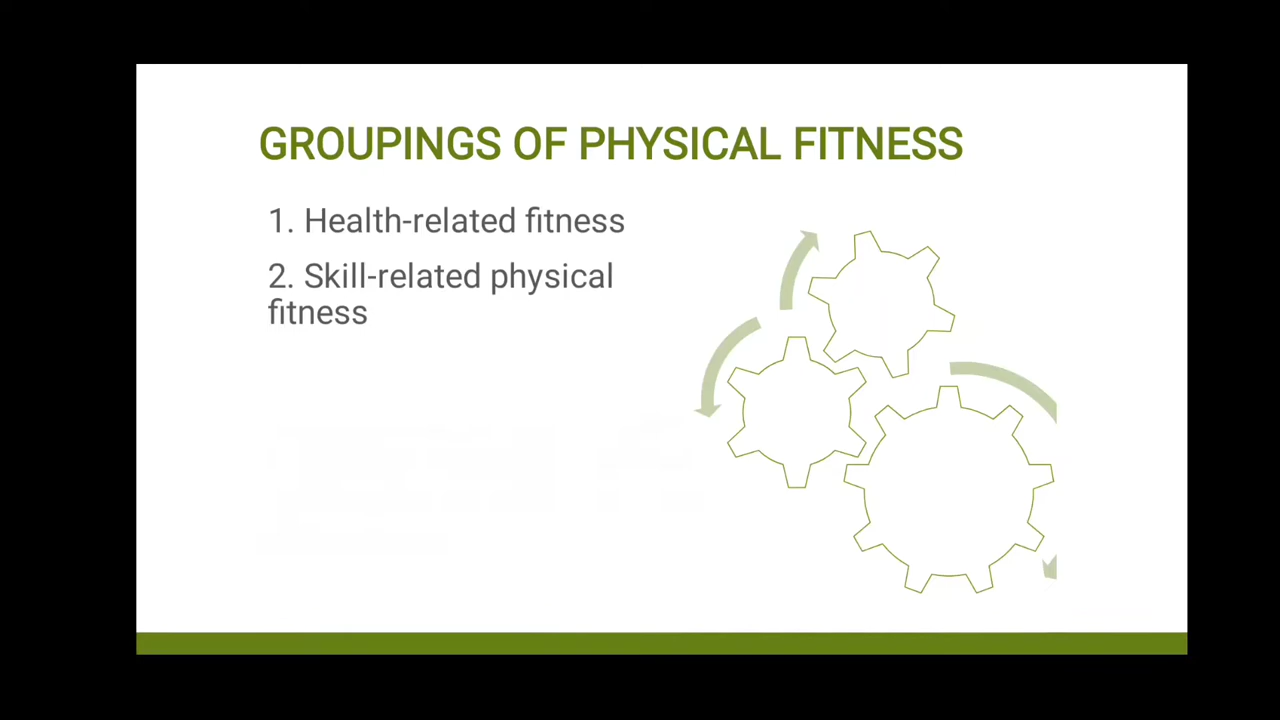 GROUPINGS OF PHYSICAL FITNESS
1. Health-related fitness
2. Skill-related physical
fitness